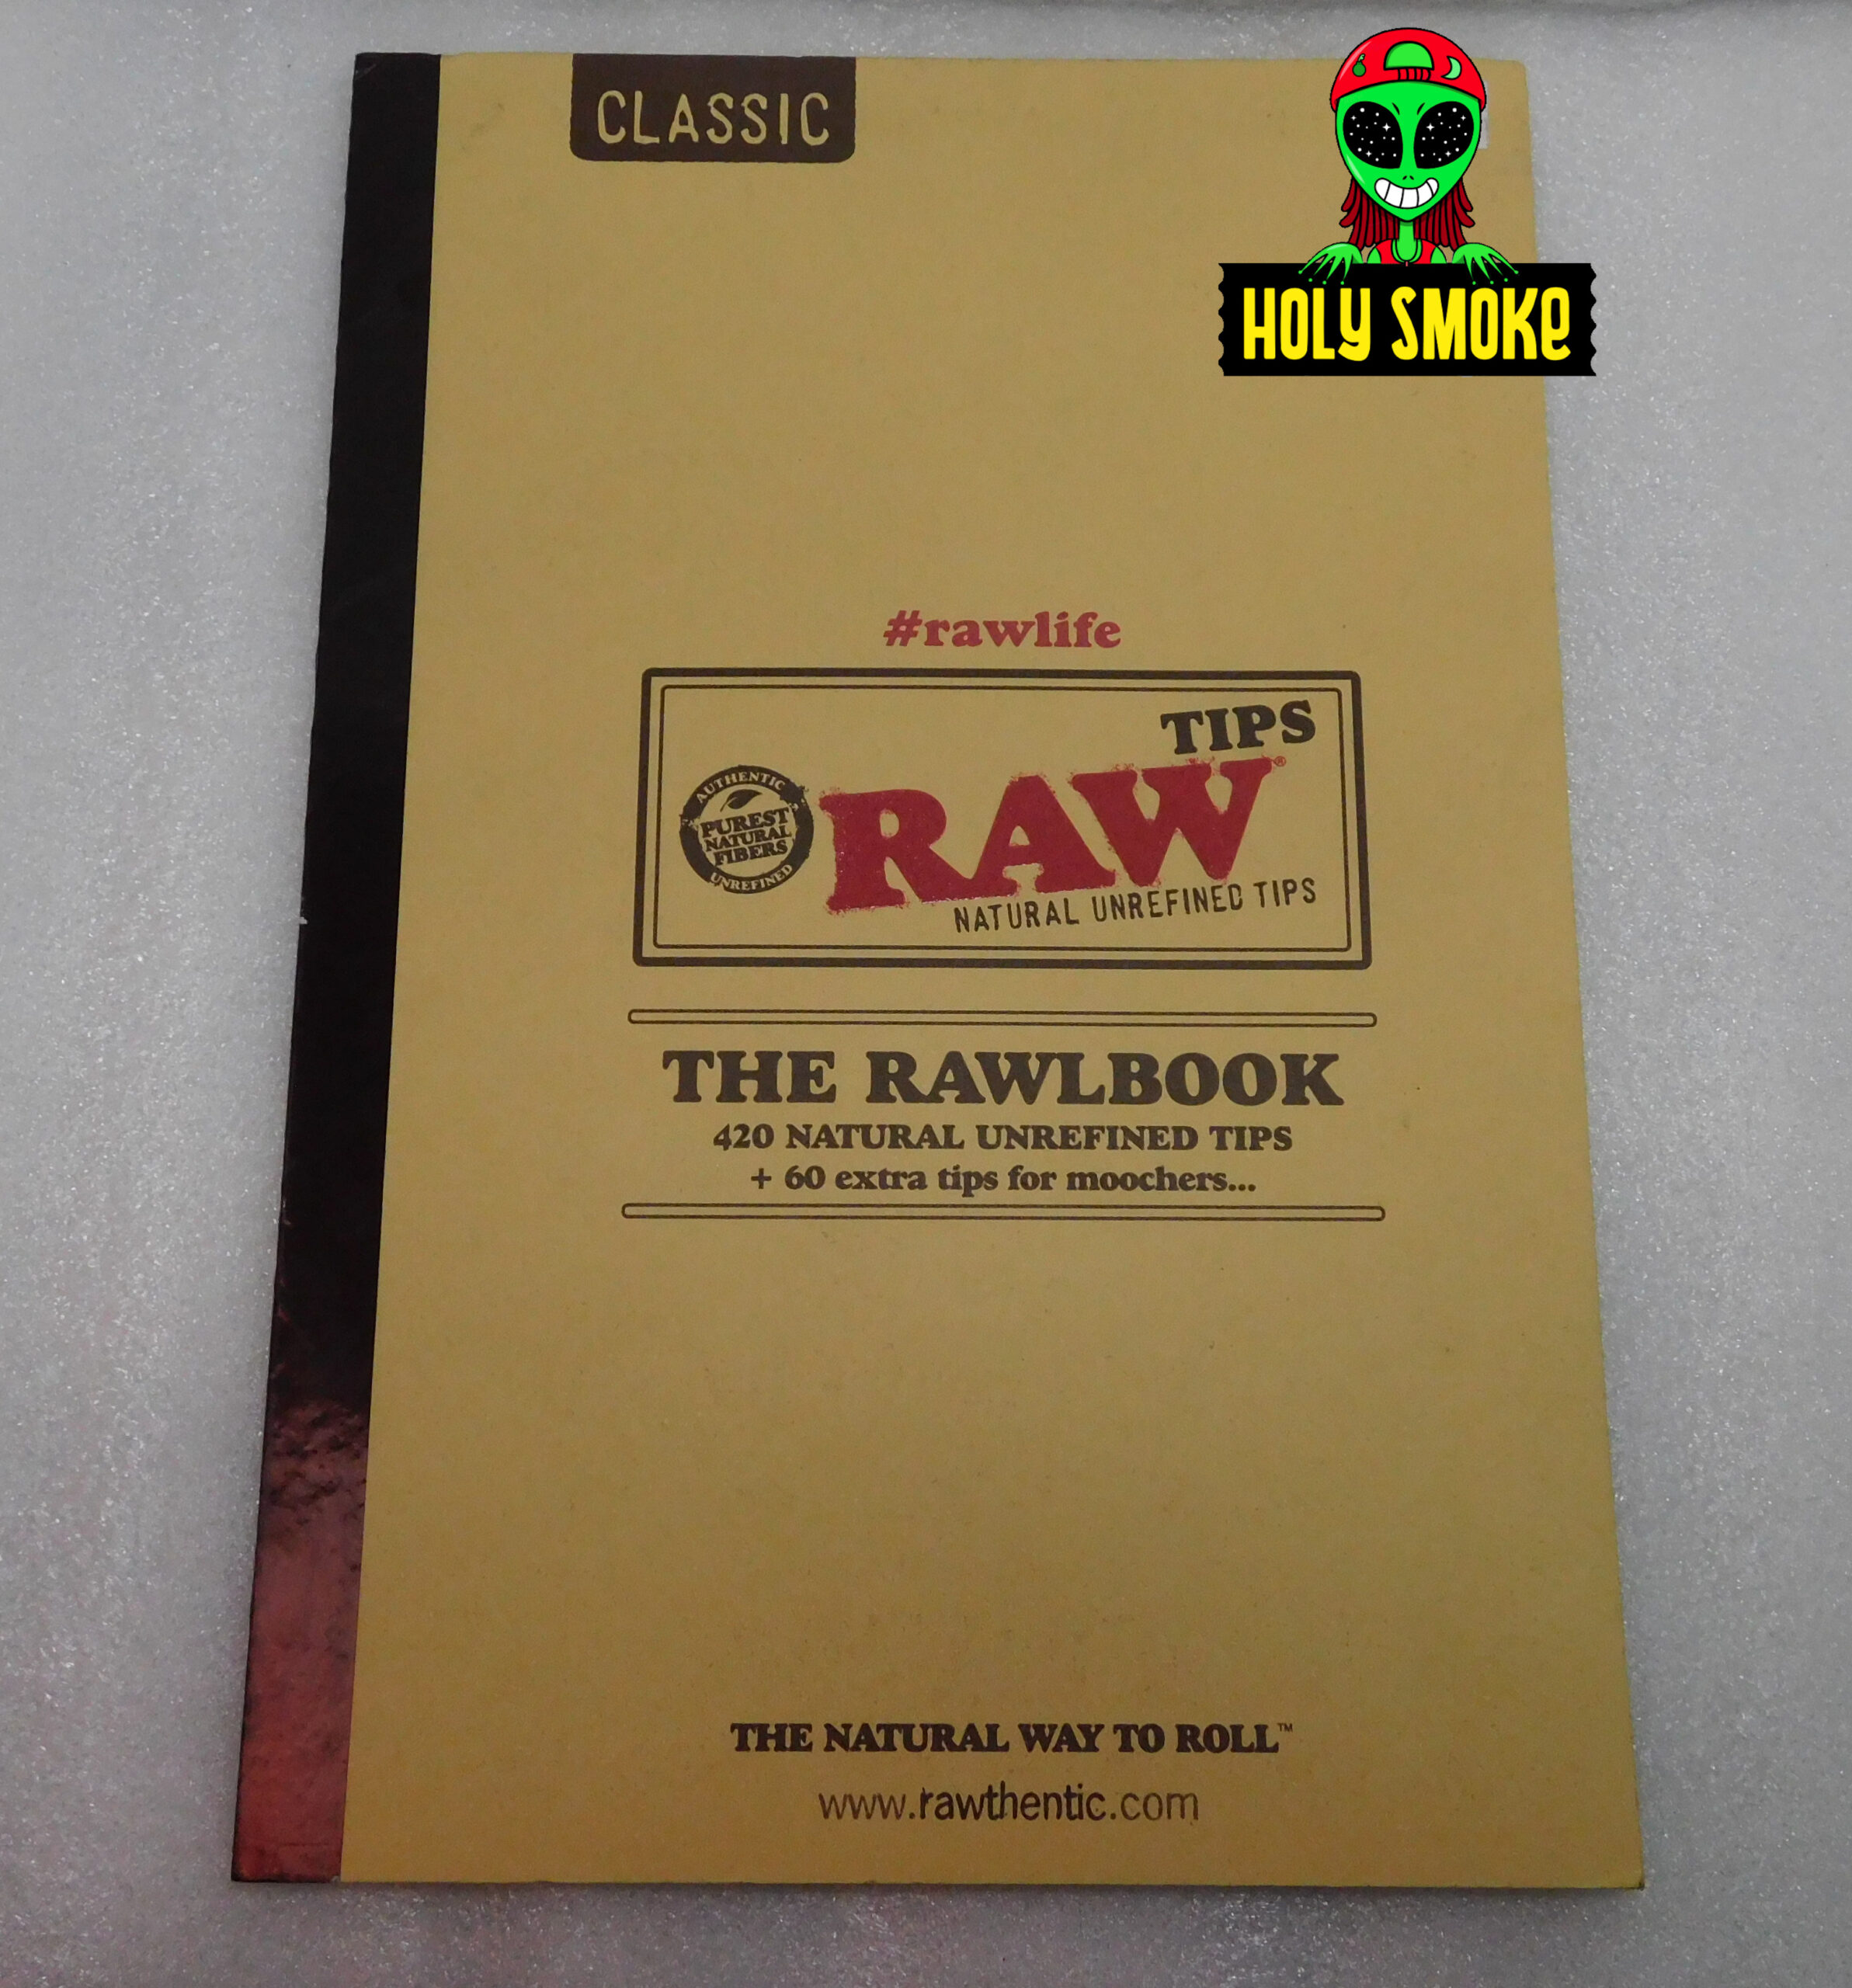 CLASSIC
HOLY SMOKE
#rawlife
TIPS
AUTHENTIC
PUREST
NATURAL
FIBERS
UNREFINED
RAW®
NATURAL UNREFINED TIPS
THE RAWLBOOK
420 NATURAL UNREFINED TIPS
+ 60 extra tips for moochers...
THE NATURAL WAY TO ROLL™
www.rawthentic.com